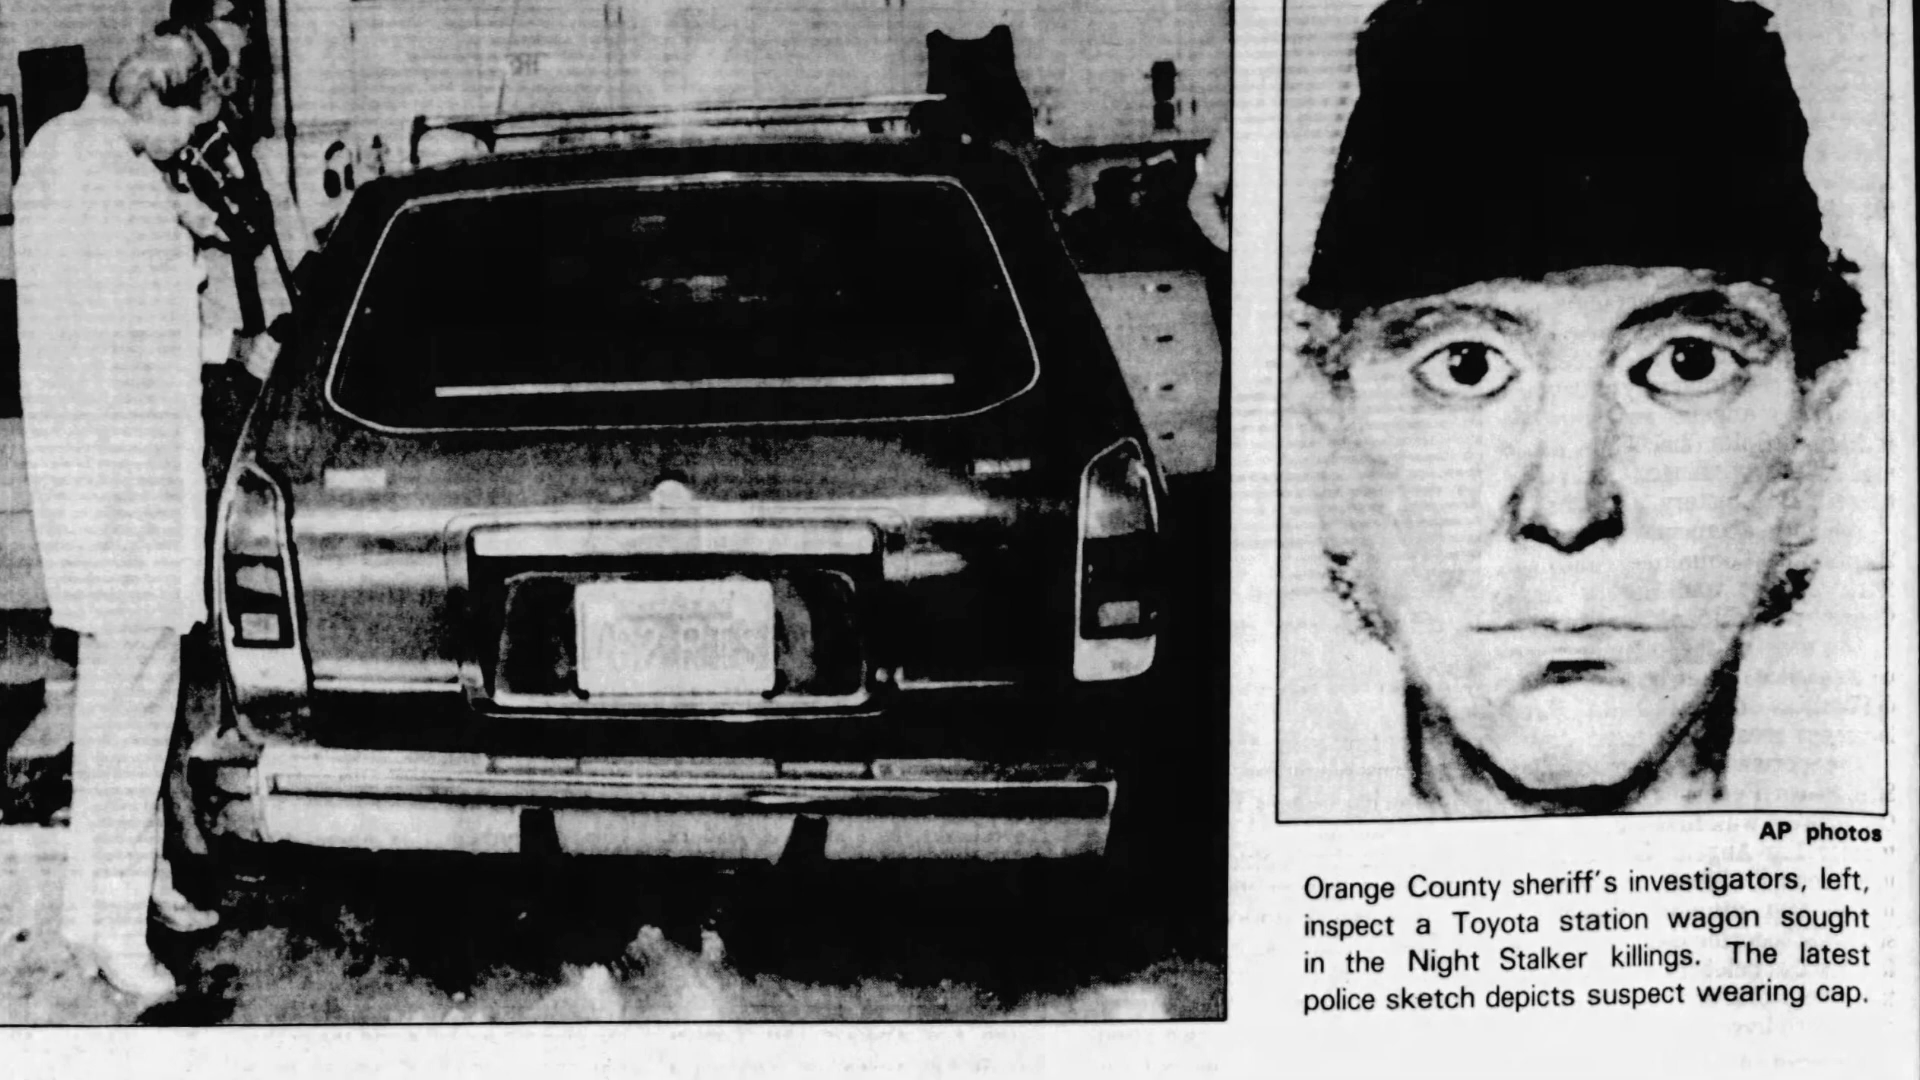 AP photos
Orange County sheriff's investigators, left,
inspect a Toyota station wagon sought
in the Night Stalker killings. The latest
police sketch depicts suspect wearing cap.